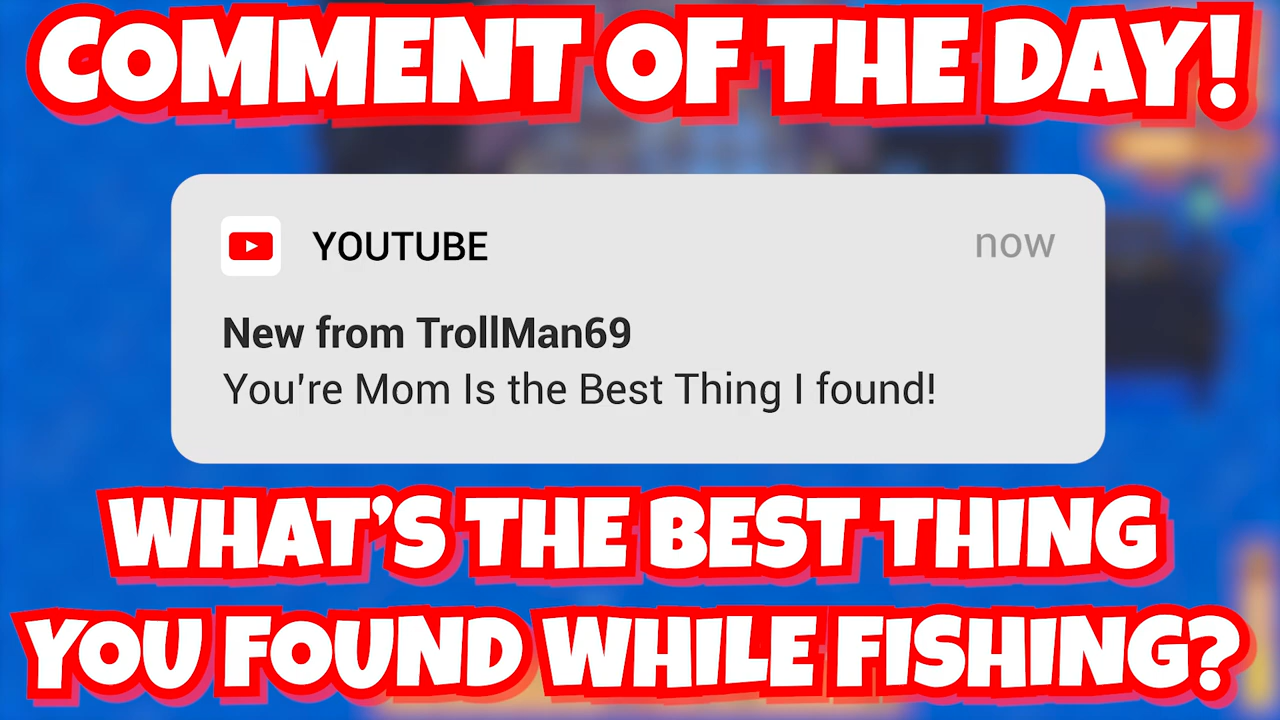 COMMENT OF THE DAY!
YOUTUBE now
New from TrollMan69
You're Mom Is the Best Thing I found!
WHAT'S THE BEST THING
YOU FOUND WHILE FISHING?